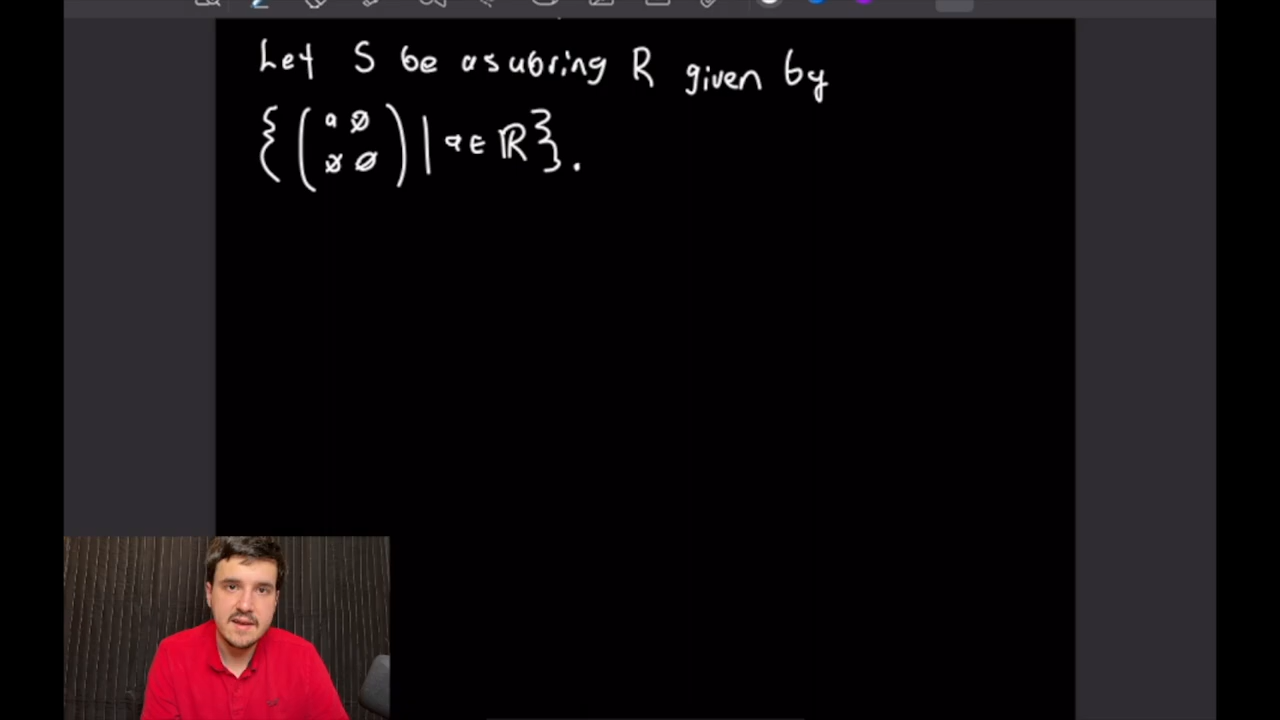 Let S be a subring R given by
{ ( a 0 
0 0 ) | a ∈ ℝ } .